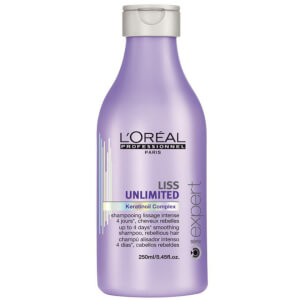 L'ORÉAL
PROFESSIONNEL
PARIS
LISS
UNLIMITED
Keratinoil Complex
shampooing lissage intense
4 jours*, cheveux rebelles
up to 4 days* smoothing
shampoo, rebellious hair
champú alisador intenso
4 días*, cabellos rebeldes
250ml/8.45fl.oz.
serie expert